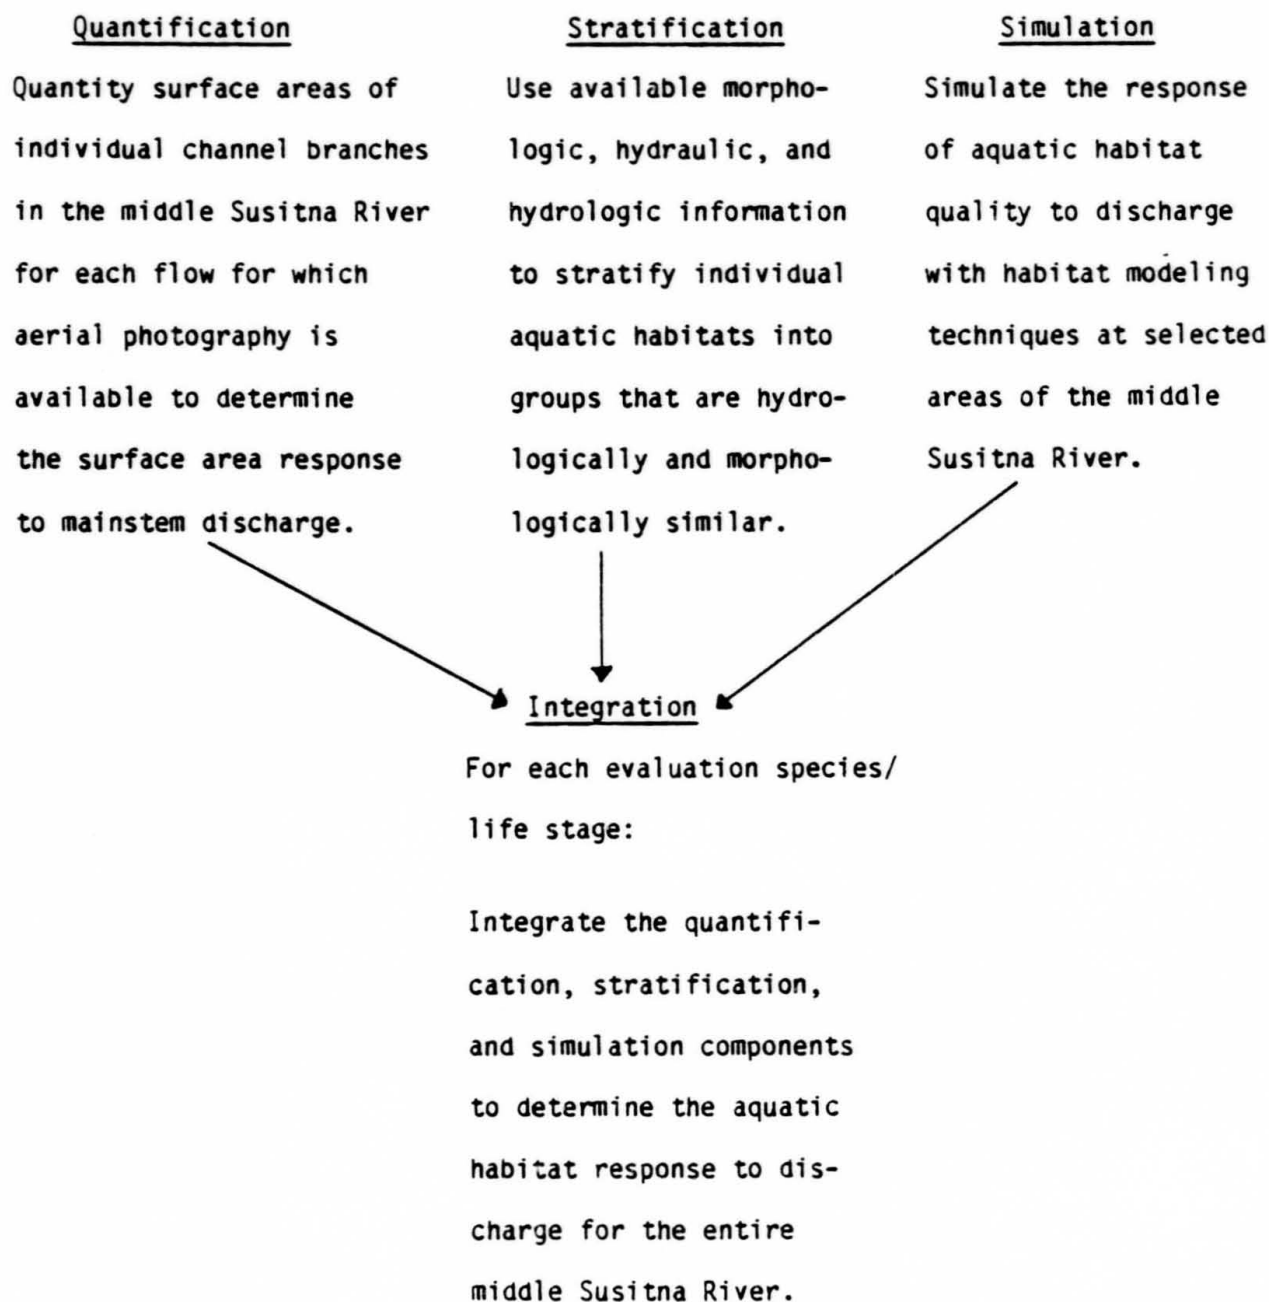 Quantification
Quantity surface areas of
individual channel branches
in the middle Susitna River
for each flow for which
aerial photography is
available to determine
the surface area response
to mainstem discharge.
Stratification
Use available morpho-
logic, hydraulic, and
hydrologic information
to stratify individual
aquatic habitats into
groups that are hydro-
logically and morpho-
logically similar.
Simulation
Simulate the response
of aquatic habitat
quality to discharge
with habitat modeling
techniques at selected
areas of the middle
Susitna River.
Integration
For each evaluation species/
life stage:
Integrate the quantifi-
cation, stratification,
and simulation components
to determine the aquatic
habitat response to dis-
charge for the entire
middle Susitna River.